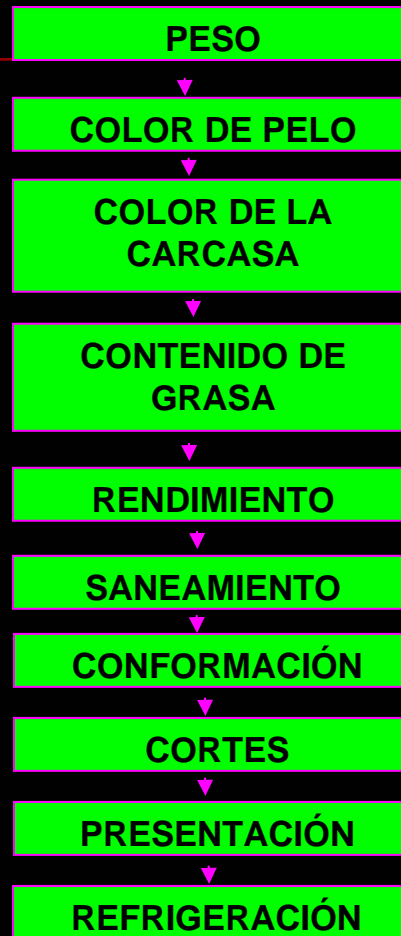 PESO
COLOR DE PELO
COLOR DE LA
CARCASA
CONTENIDO DE
GRASA
RENDIMIENTO
SANEAMIENTO
CONFORMACIÓN
CORTES
PRESENTACIÓN
REFRIGERACIÓN